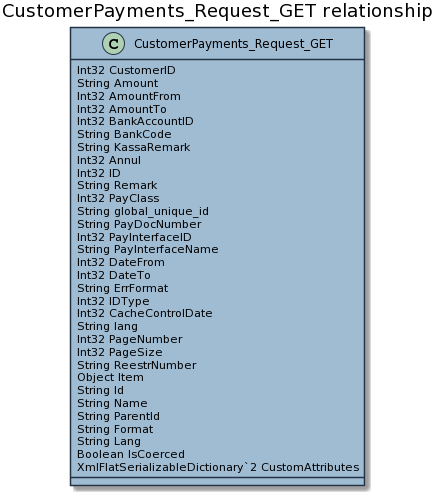 CustomerPayments_Request_GET relationship
C CustomerPayments_Request_GET
Int32 CustomerID
String Amount
Int32 AmountFrom
Int32 AmountTo
Int32 BankAccountID
String BankCode
String KassaRemark
Int32 Annul
Int32 ID
String Remark
Int32 PayClass
String global_unique_id
String PayDocNumber
Int32 PayInterfaceID
String PayInterfaceName
Int32 DateFrom
Int32 DateTo
String ErrFormat
Int32 IDType
Int32 CacheControlDate
String lang
Int32 PageNumber
Int32 PageSize
String ReestrNumber
Object Item
String Id
String Name
String ParentId
String Format
String Lang
Boolean IsCoerced
XmlFlatSerializableDictionary`2 CustomAttributes